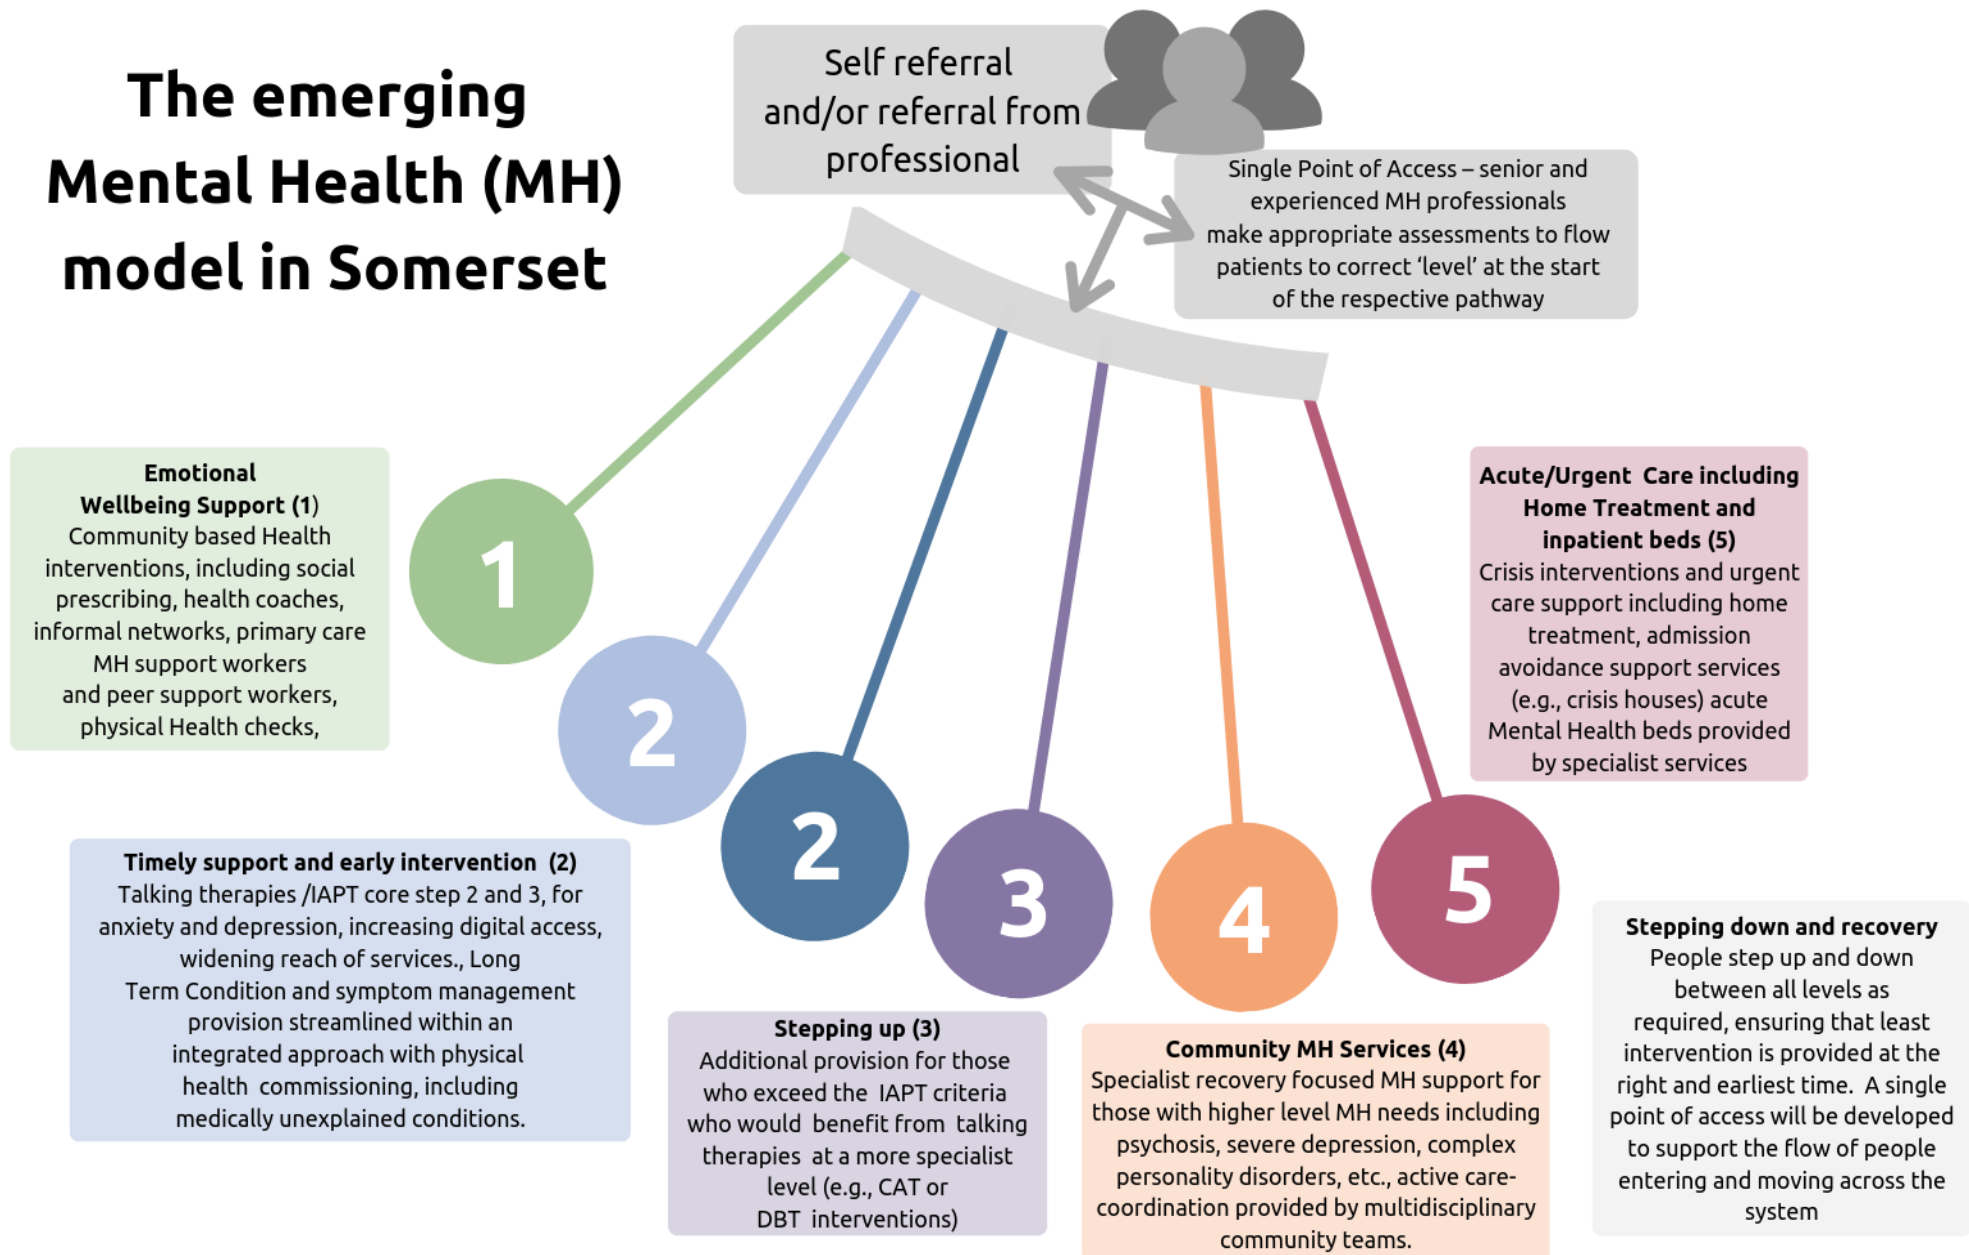 The emerging
Mental Health (MH)
model in Somerset
Self referral
and/or referral from
professional
Single Point of Access – senior and
experienced MH professionals
make appropriate assessments to flow
patients to correct ‘level’ at the start
of the respective pathway
Emotional
Wellbeing Support (1)
Community based Health
interventions, including social
prescribing, health coaches,
informal networks, primary care
MH support workers
and peer support workers,
physical Health checks,
1
2
2
3
4
5
Timely support and early intervention (2)
Talking therapies /IAPT core step 2 and 3, for
anxiety and depression, increasing digital access,
widening reach of services., Long
Term Condition and symptom management
provision streamlined within an
integrated approach with physical
health commissioning, including
medically unexplained conditions.
Stepping up (3)
Additional provision for those
who exceed the IAPT criteria
who would benefit from talking
therapies at a more specialist
level (e.g., CAT or
DBT interventions)
Community MH Services (4)
Specialist recovery focused MH support for
those with higher level MH needs including
psychosis, severe depression, complex
personality disorders, etc., active care-
coordination provided by multidisciplinary
community teams.
Acute/Urgent Care including
Home Treatment and
inpatient beds (5)
Crisis interventions and urgent
care support including home
treatment, admission
avoidance support services
(e.g., crisis houses) acute
Mental Health beds provided
by specialist services
Stepping down and recovery
People step up and down
between all levels as
required, ensuring that least
intervention is provided at the
right and earliest time. A single
point of access will be developed
to support the flow of people
entering and moving across the
system